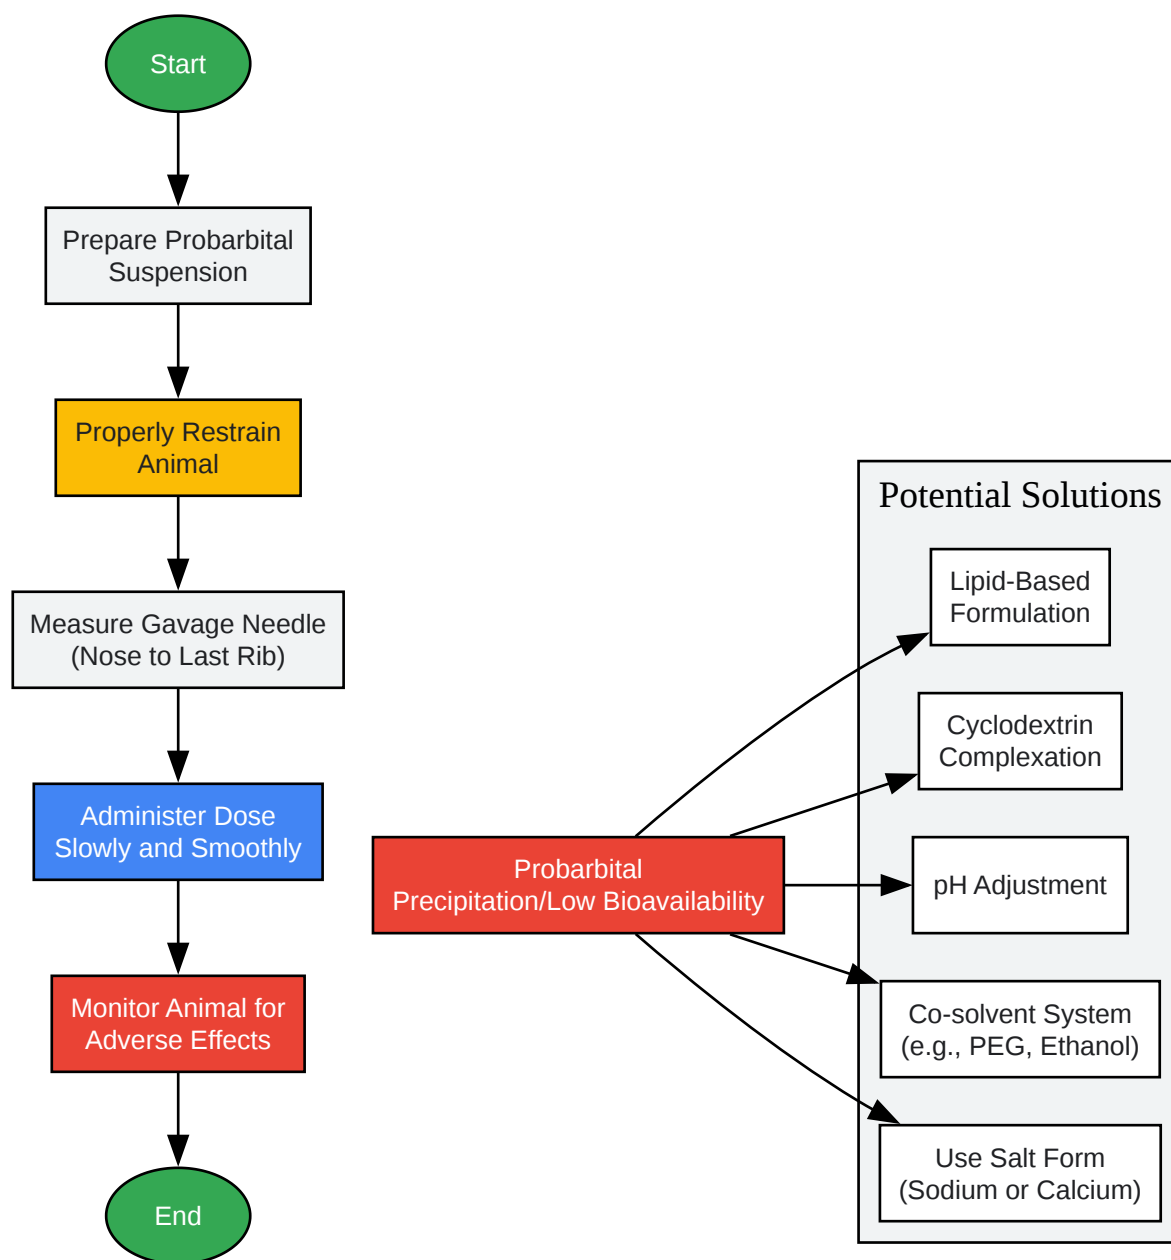 Start
Prepare Probarbital
Suspension
Properly Restrain
Animal
Measure Gavage Needle
(Nose to Last Rib)
Administer Dose
Slowly and Smoothly
Monitor Animal for
Adverse Effects
End
Probarbital
Precipitation/Low Bioavailability
Potential Solutions
Lipid-Based
Formulation
Cyclodextrin
Complexation
pH Adjustment
Co-solvent System
(e.g., PEG, Ethanol)
Use Salt Form
(Sodium or Calcium)